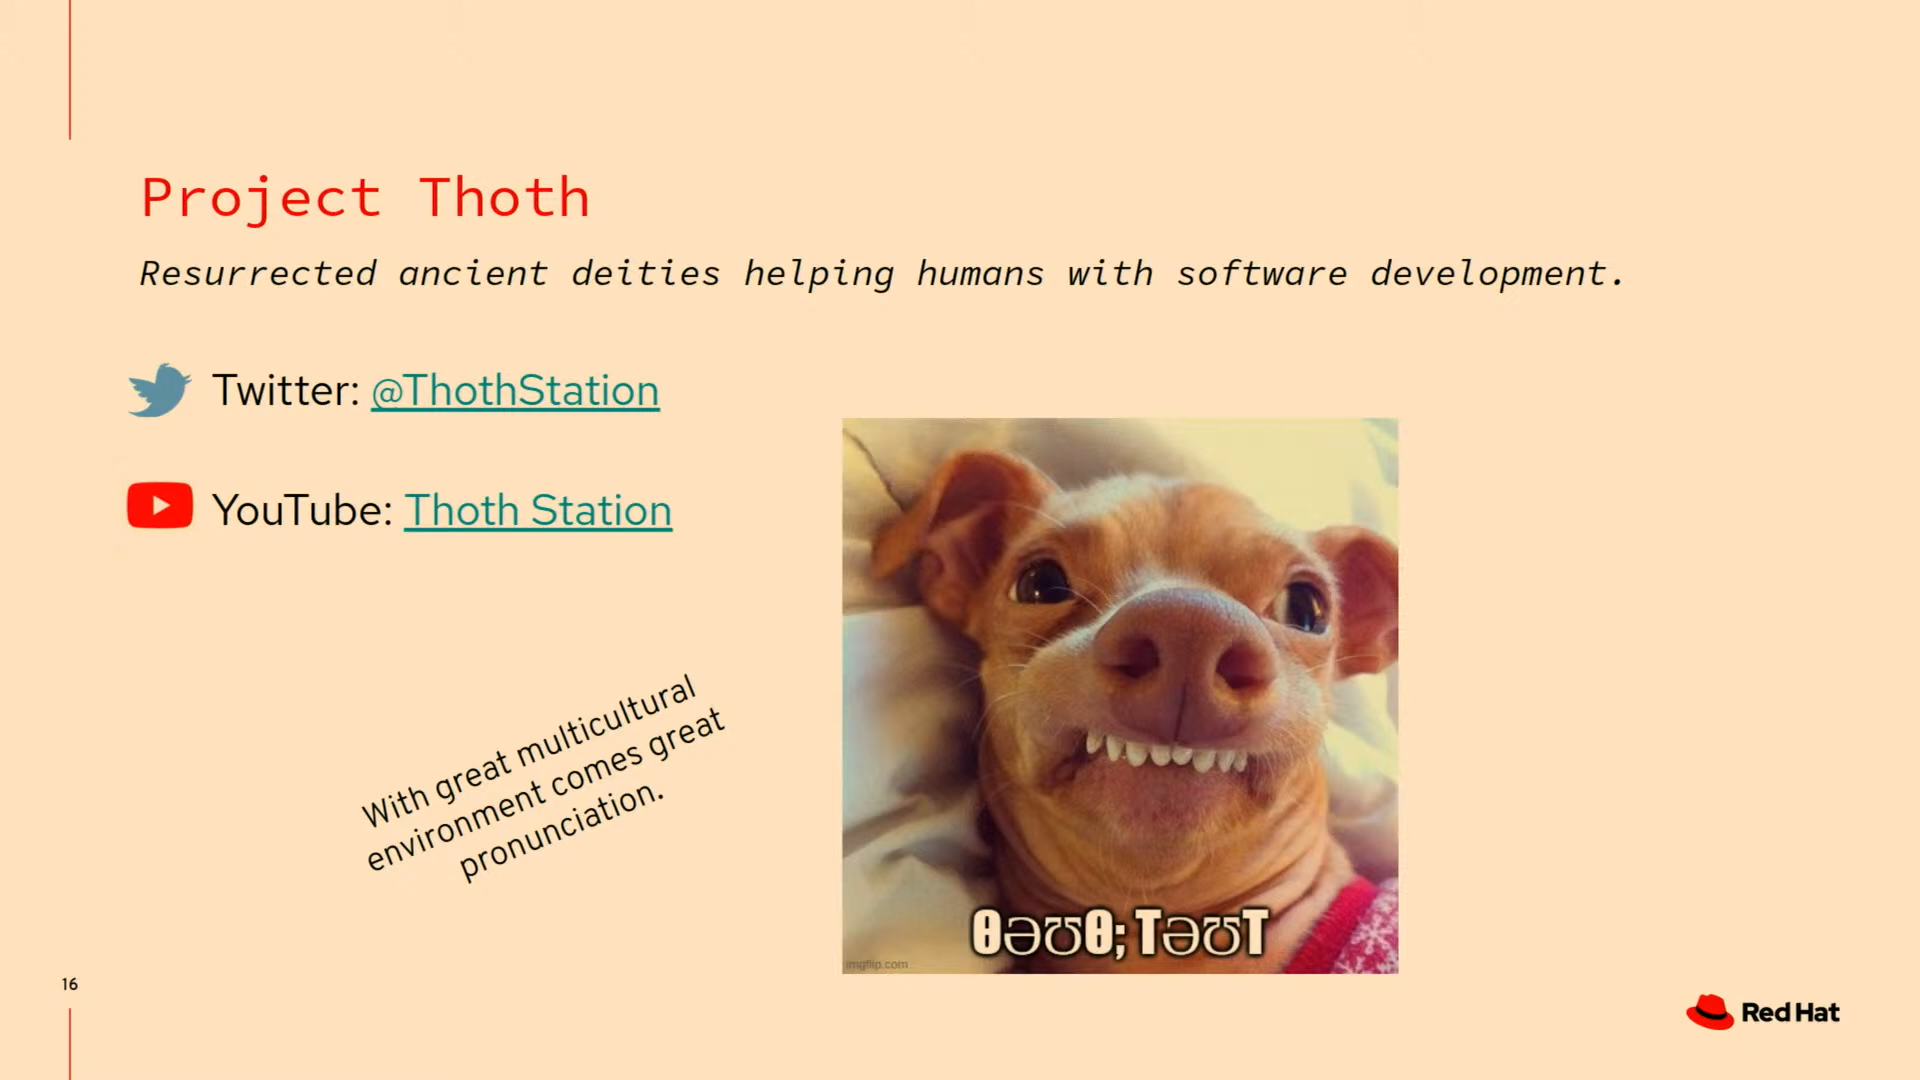 Project Thoth
Resurrected ancient deities helping humans with software development.
Twitter: @ThothStation
YouTube: Thoth Station
With great multicultural
environment comes great
pronunciation.
θəʊθ; TəʊT
imgflip.com
16
Red Hat